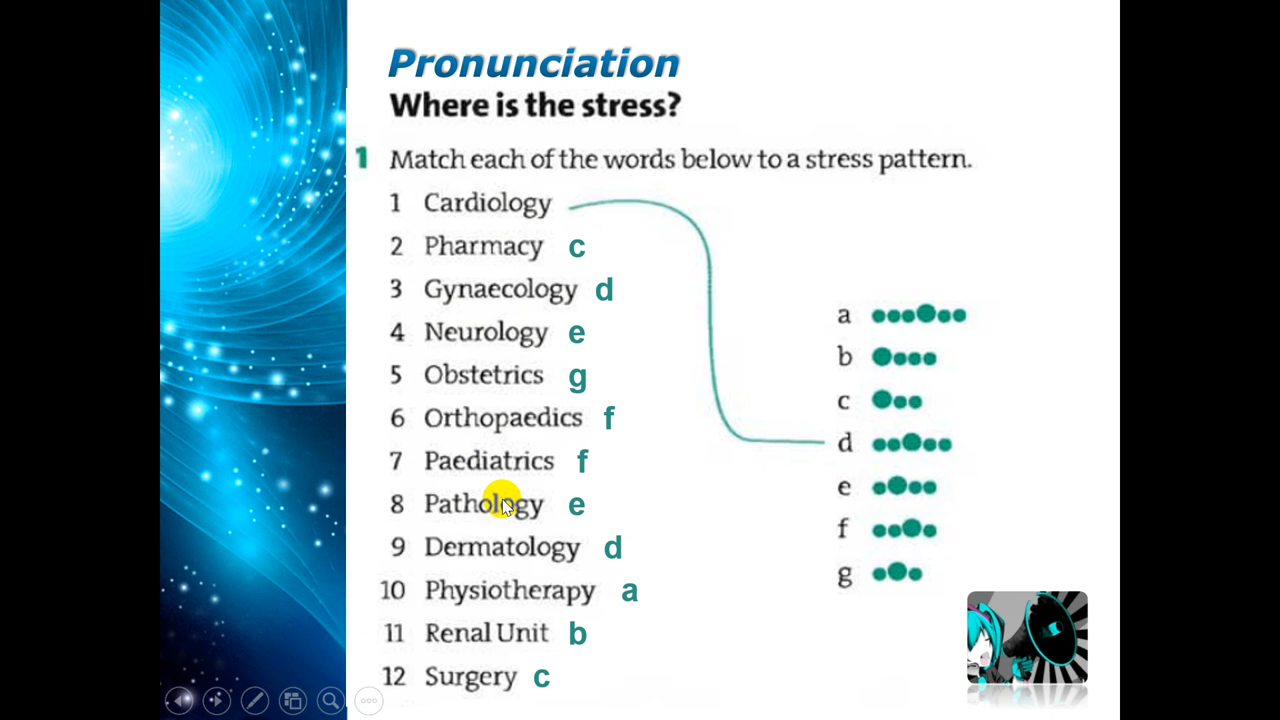 Pronunciation
Where is the stress?
1 Match each of the words below to a stress pattern.
1 Cardiology
2 Pharmacy c
3 Gynaecology d
4 Neurology e
5 Obstetrics g
6 Orthopaedics f
7 Paediatrics f
8 Pathology e
9 Dermatology d
10 Physiotherapy a
11 Renal Unit b
12 Surgery c
a
b
c
d
e
f
g